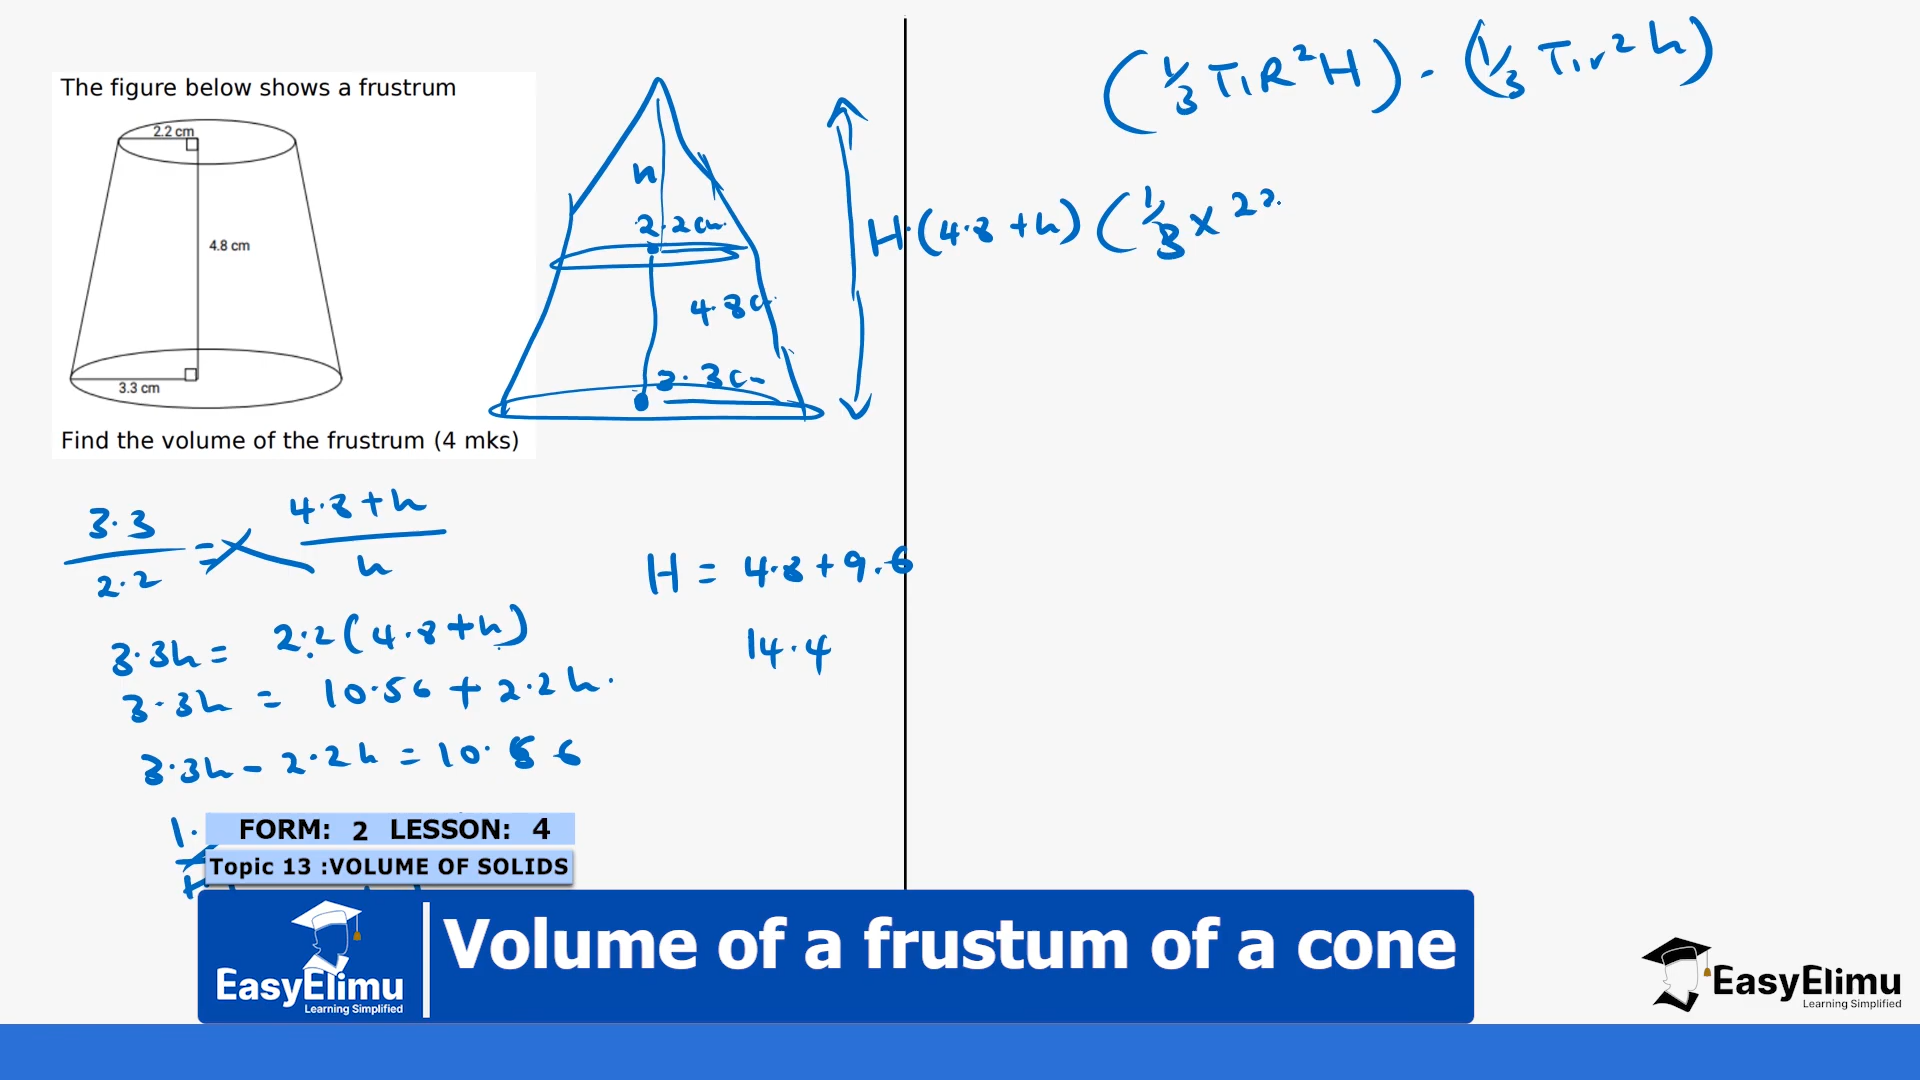 The figure below shows a frustrum
2.2 cm
4.8 cm
3.3 cm
Find the volume of the frustrum (4 mks)
h
2.2cm
4.8c
3.3c
H.(4.8+h)
3.3/2.2 = 4.8+h/h
3.3h = 2.2(4.8+h)
3.3h = 10.56 + 2.2h.
3.3h - 2.2h = 10.56
1.
H = 4.8+9.6
14.4
(1/3 πR²H) - (1/3 πr²h)
(1/3 x 22
FORM: 2 LESSON: 4
Topic 13 :VOLUME OF SOLIDS
Volume of a frustum of a cone
EasyElimu
Learning Simplified
EasyElimu
Learning Simplified